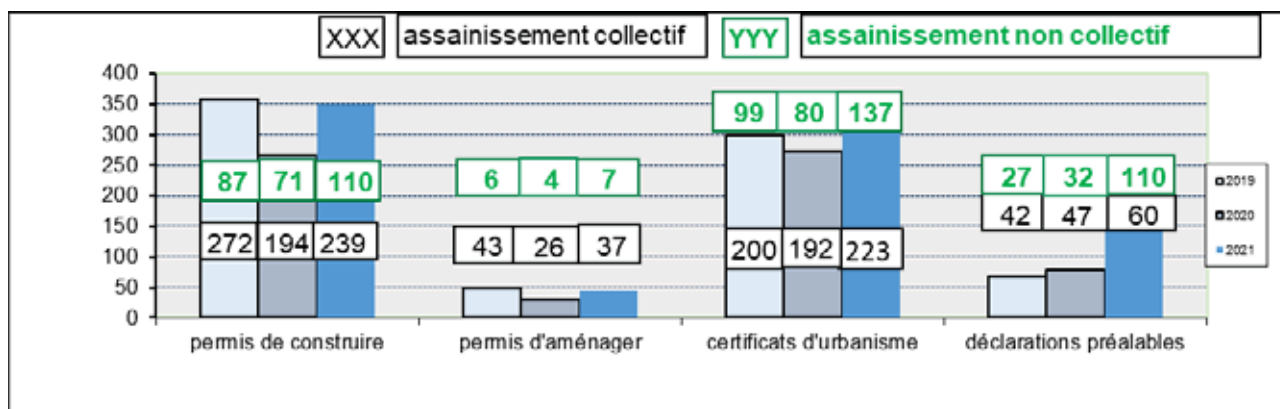 XXX assainissement collectif YYY assainissement non collectif
400
350
300
250
200
150
100
50
0
87 71 110
272 194 239
6 4 7
43 26 37
99 80 137
200 192 223
27 32 110
42 47 60
permis de construire permis d'aménager certificats d'urbanisme déclarations préalables
2019
2020
2021